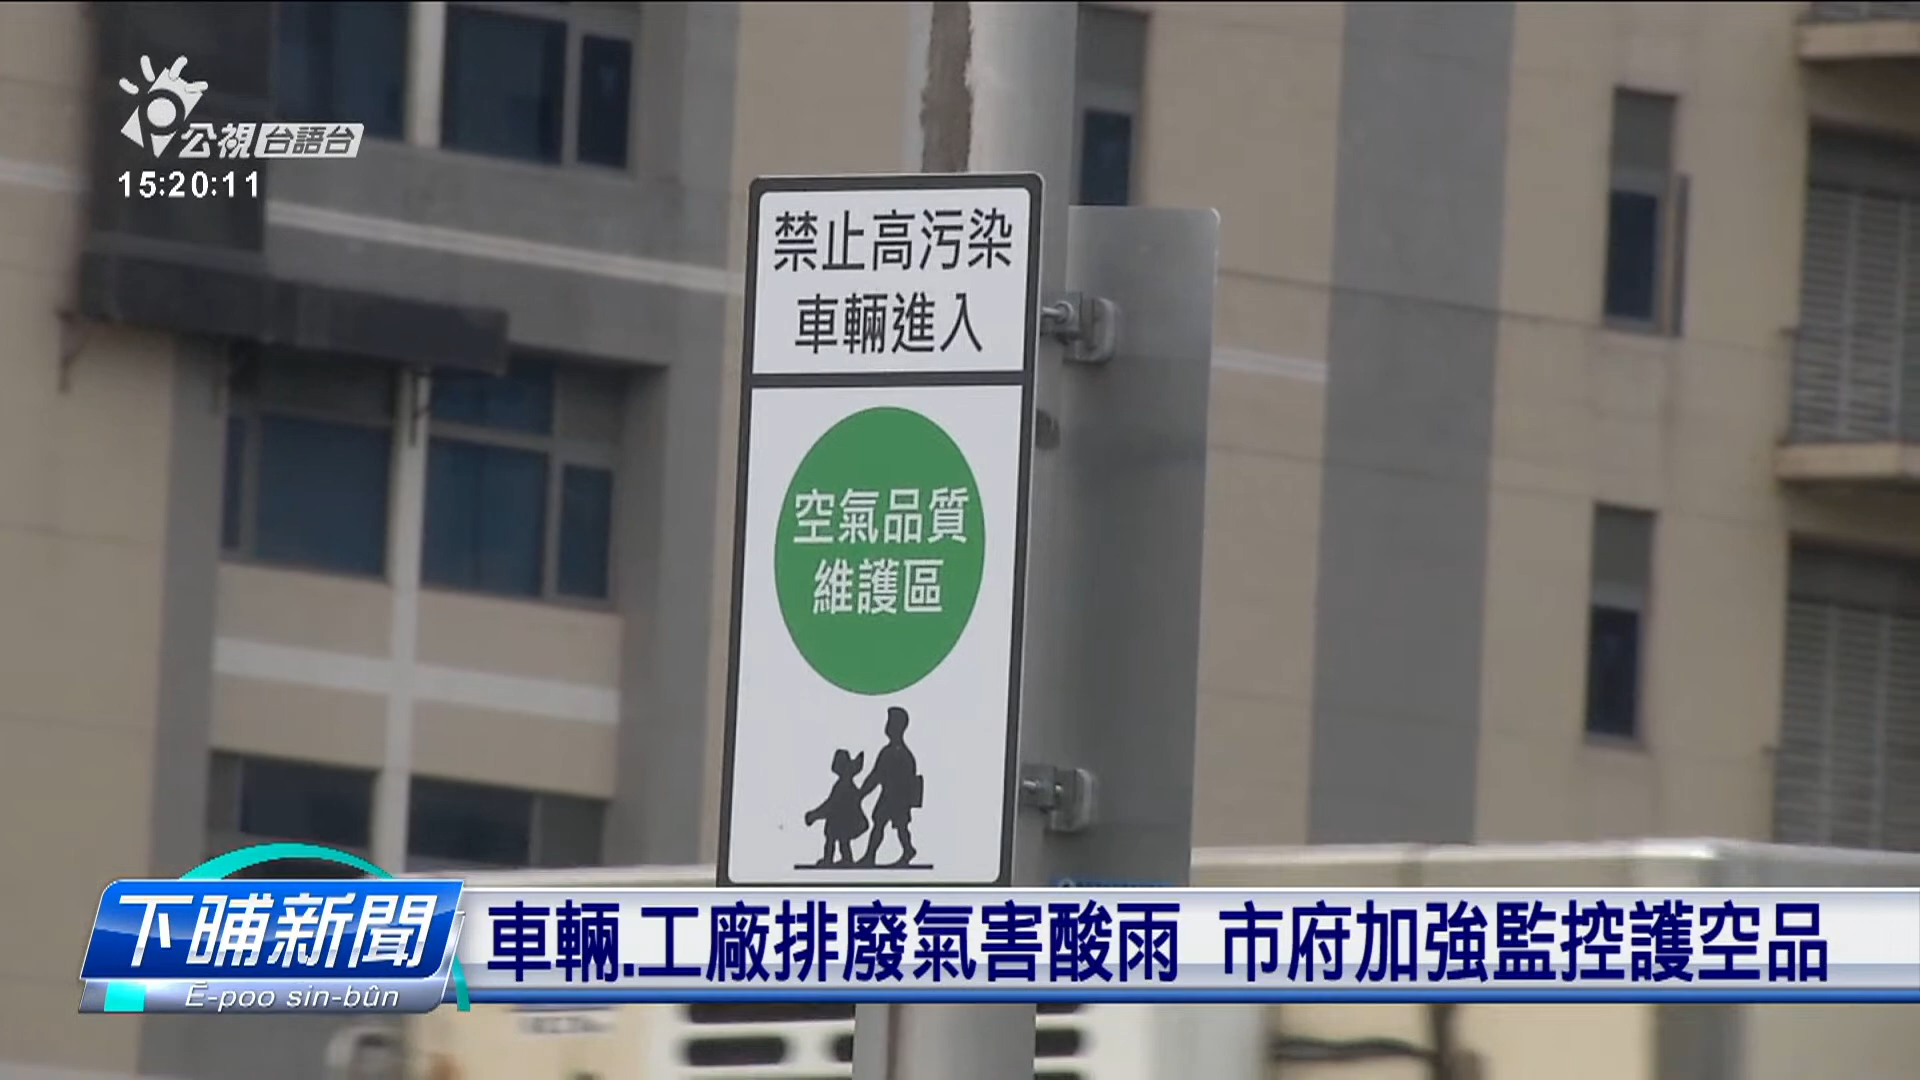 公視台語台
15:20:11
禁止高污染
車輛進入
空氣品質
維護區
下晡新聞
Ē-poo sin-bûn
車輛.工廠排廢氣害酸雨 市府加強監控護空品